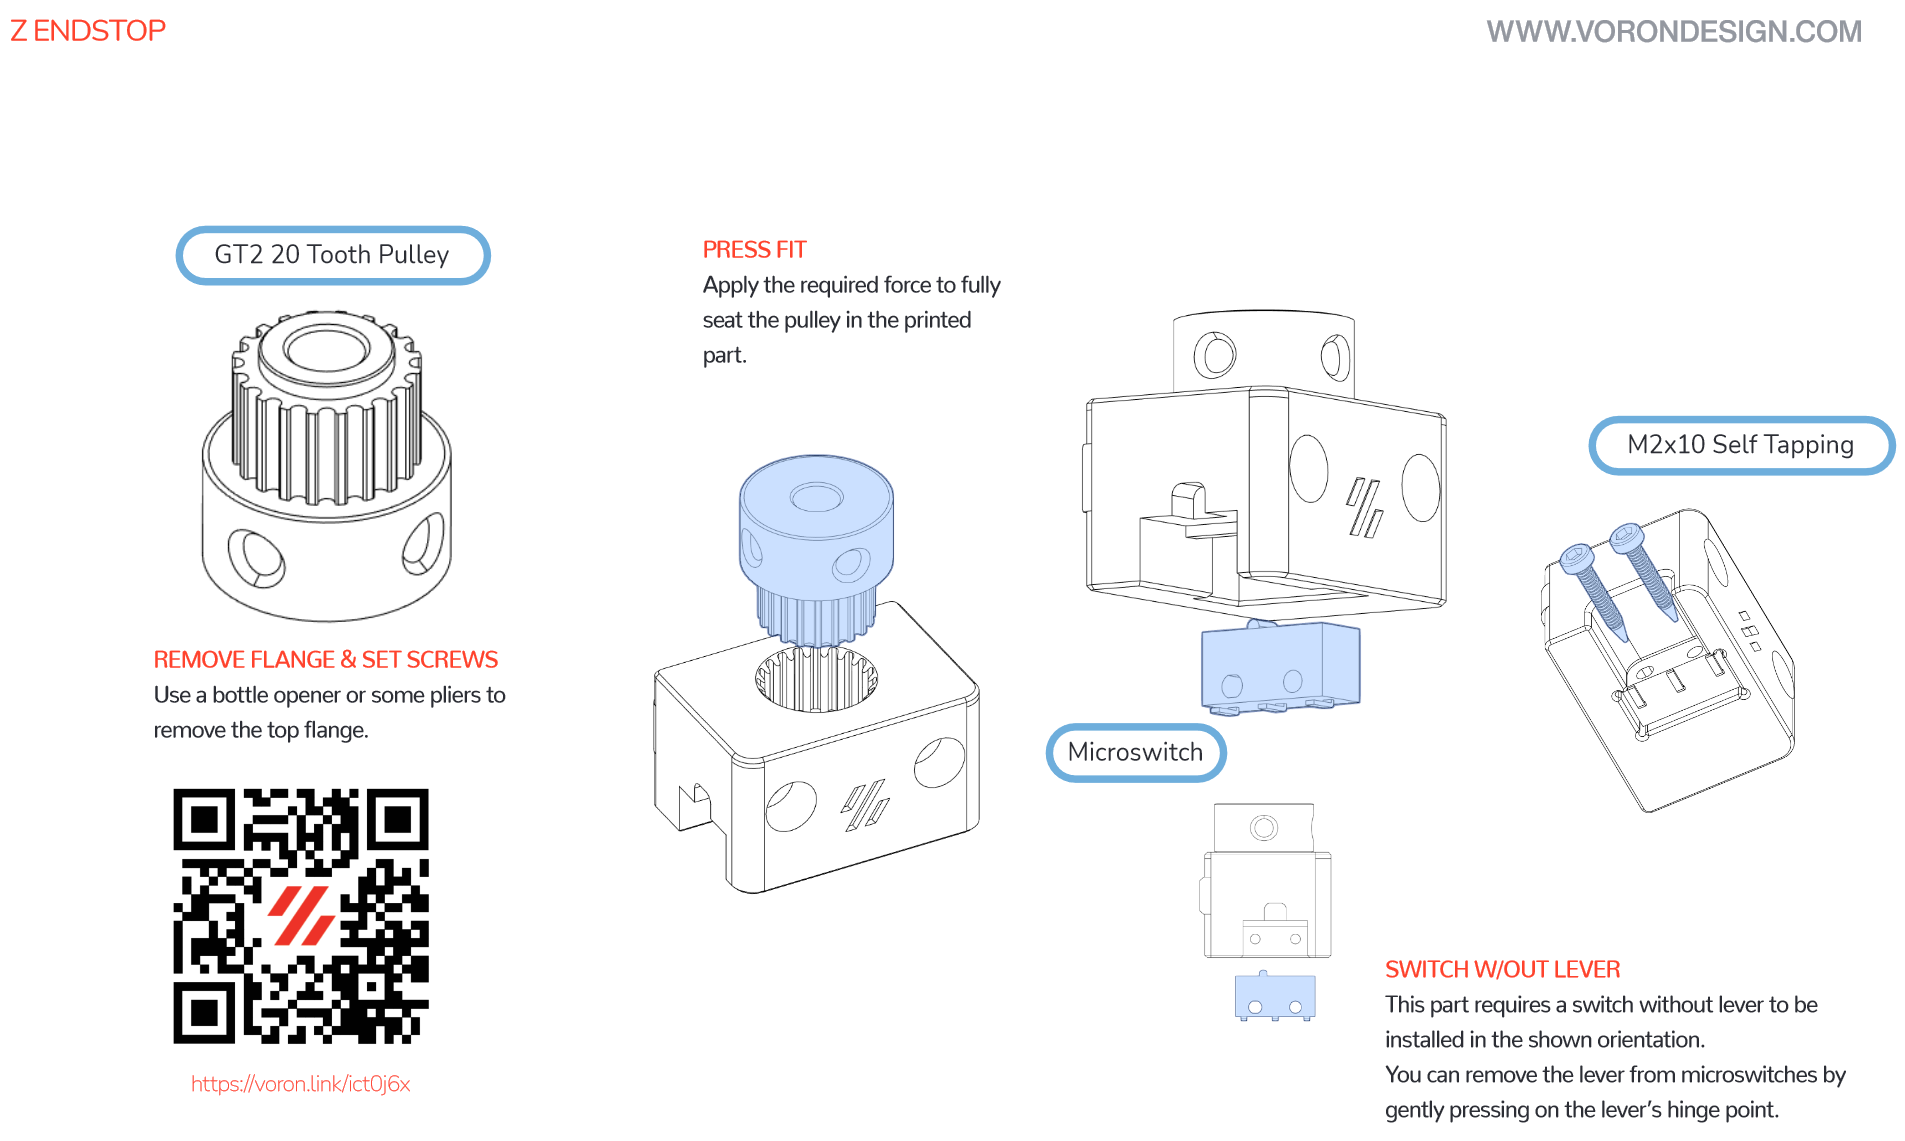 Z ENDSTOP
WWW.VORONDESIGN.COM
GT2 20 Tooth Pulley
REMOVE FLANGE & SET SCREWS
Use a bottle opener or some pliers to
remove the top flange.
https://voron.link/ict0j6x
PRESS FIT
Apply the required force to fully
seat the pulley in the printed
part.
Microswitch
M2x10 Self Tapping
SWITCH W/OUT LEVER
This part requires a switch without lever to be
installed in the shown orientation.
You can remove the lever from microswitches by
gently pressing on the lever’s hinge point.